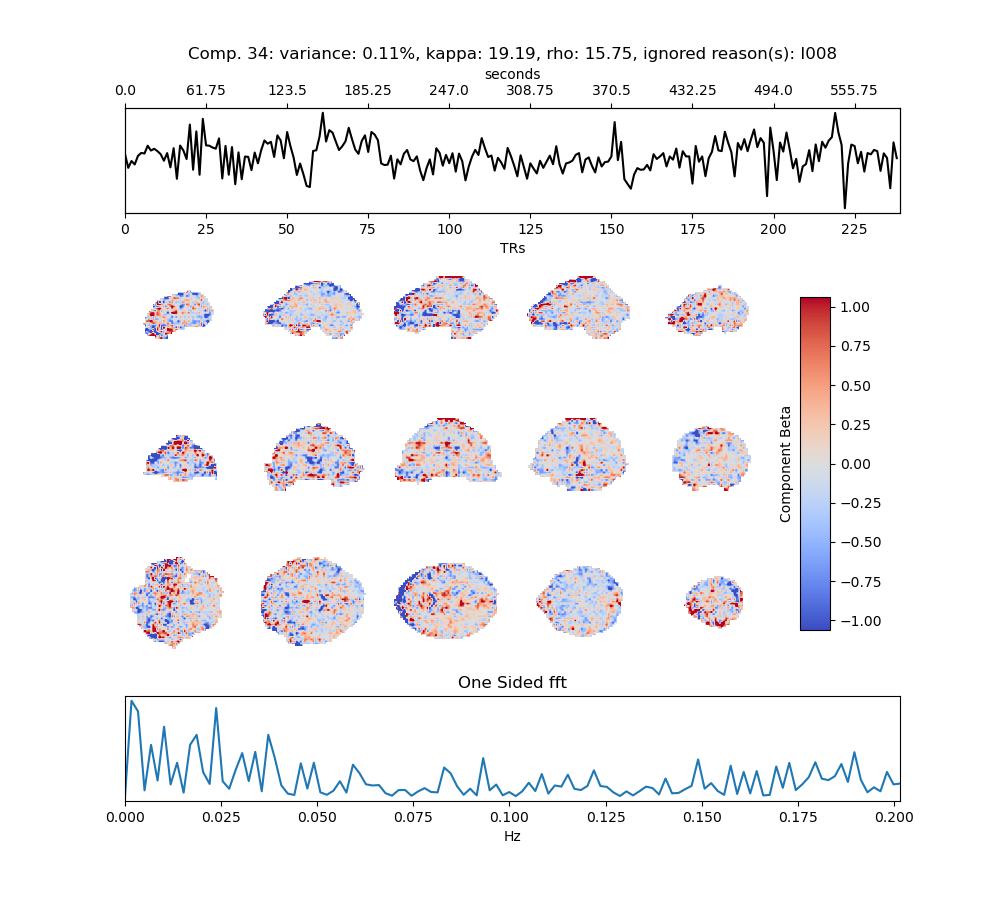 Comp. 34: variance: 0.11%, kappa: 19.19, rho: 15.75, ignored reason(s): I008
seconds
0.0 61.75 123.5 185.25 247.0 308.75 370.5 432.25 494.0 555.75
0 25 50 75 100 125 150 175 200 225
TRs
1.00
0.75
0.50
0.25
0.00
−0.25
−0.50
−0.75
−1.00
Component Beta
One Sided fft
0.000 0.025 0.050 0.075 0.100 0.125 0.150 0.175 0.200
Hz